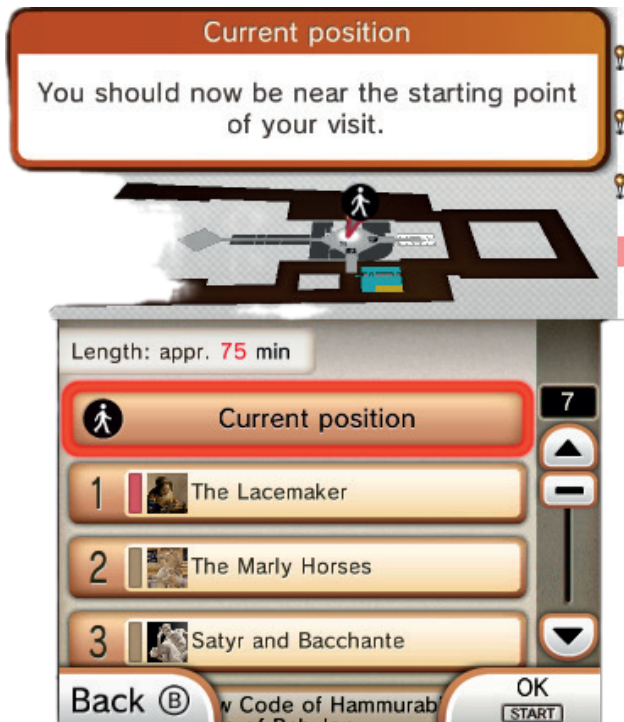 Current position
You should now be near the starting point
of your visit.
Length: appr. 75 min
Current position
7
1 The Lacemaker
2 The Marly Horses
3 Satyr and Bacchante
Code of Hammurab
Back B
OK
START